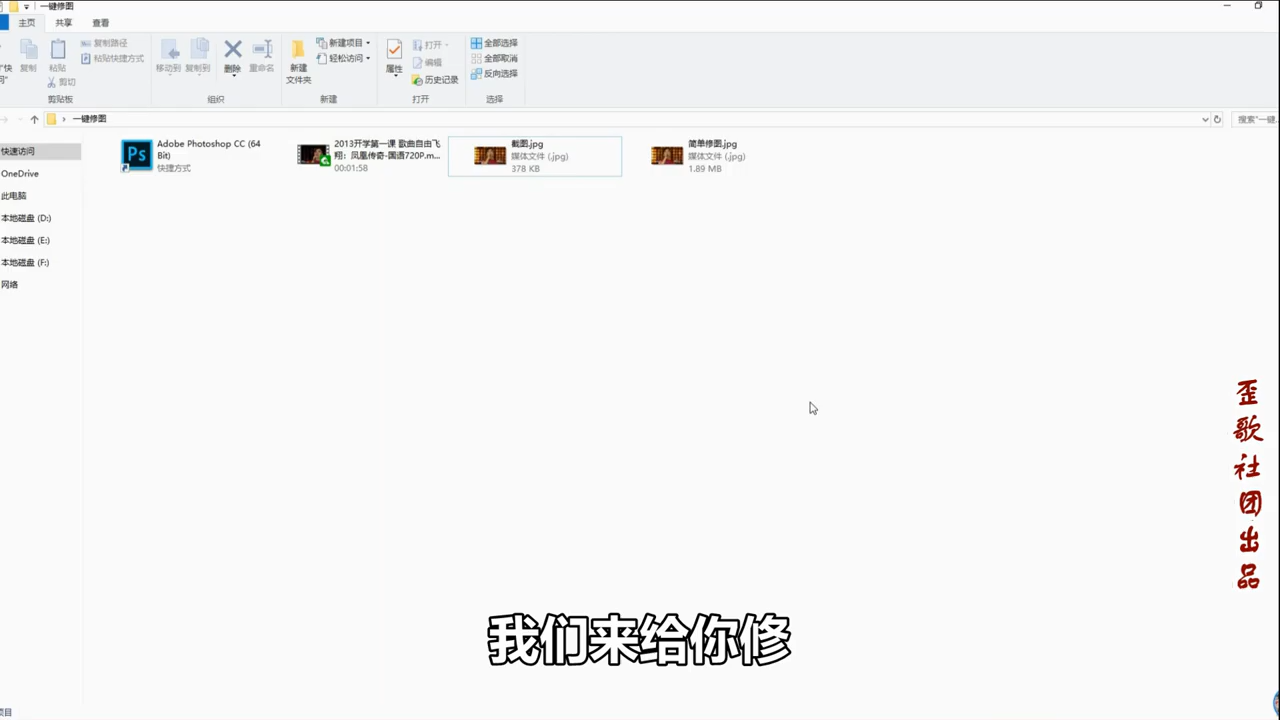 一键修图
主页 共享 查看
复制路径
粘贴快捷方式
剪切
复制
粘贴
移动到
复制到
删除
重命名
新建
文件夹
新建项目
轻松访问
属性
打开
编辑
历史记录
全部选择
全部取消
反向选择
剪贴板
组织
新建
打开
选择
一键修图
搜索"一键
快速访问
OneDrive
此电脑
本地磁盘 (D:)
本地磁盘 (E:)
本地磁盘 (F:)
网络
Ps
Adobe Photoshop CC (64
Bit)
快捷方式
2013开学第一课 歌曲自由飞
翔：凤凰传奇-国语720P.m...
00:01:58
截图.jpg
媒体文件 (.jpg)
378 KB
简单修图.jpg
媒体文件 (.jpg)
1.89 MB
歪歌社团出品
我们来给你修
项目